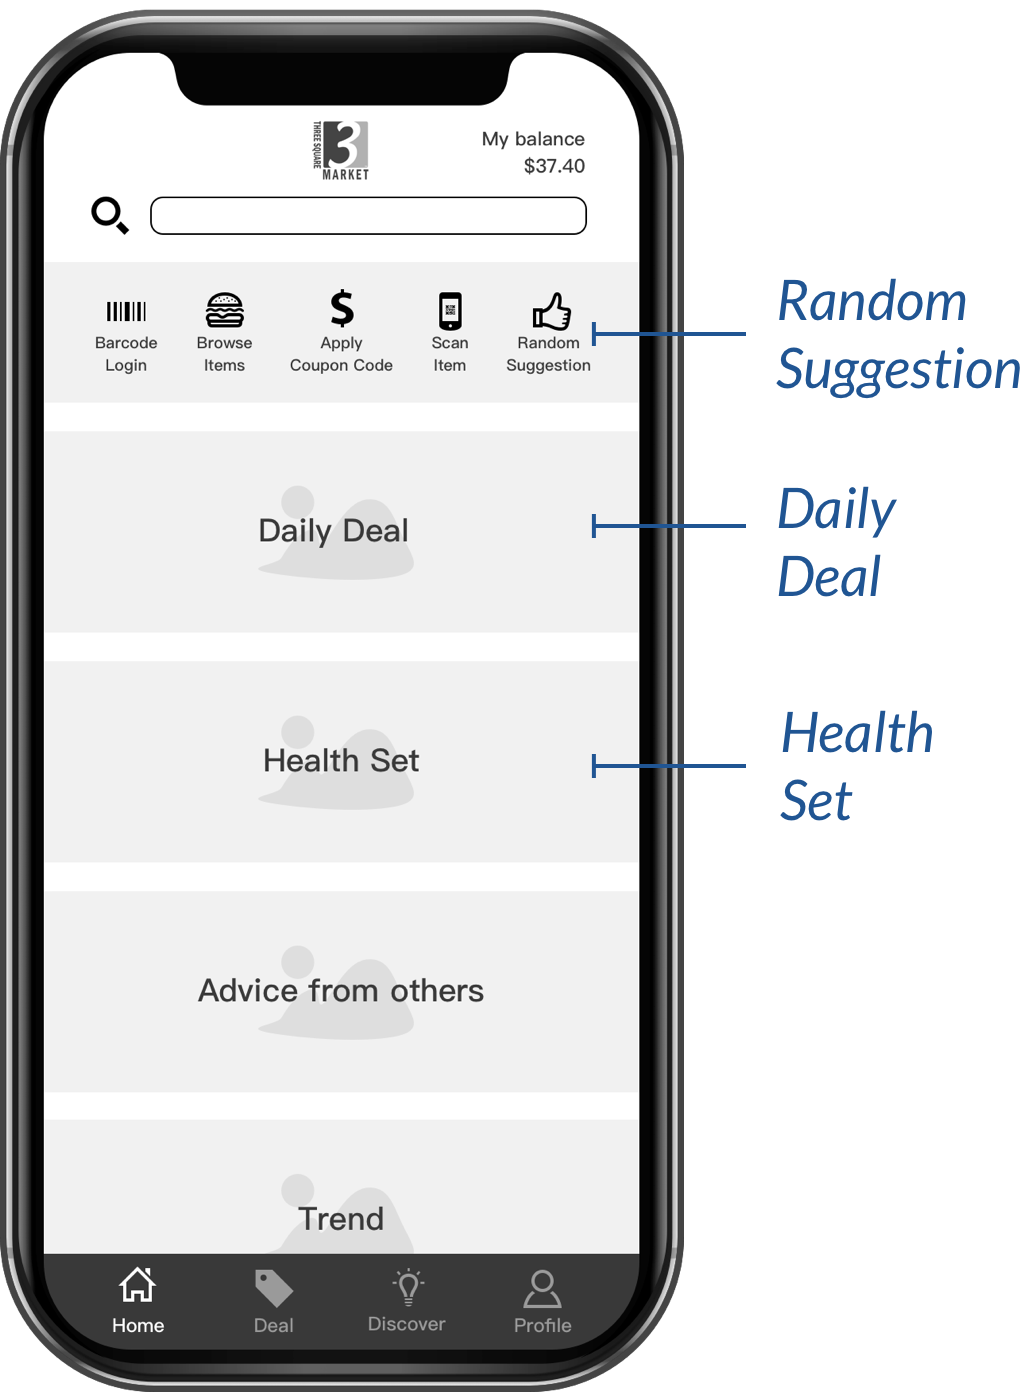 THREE SQUARE
3
MARKET
My balance
$37.40
Barcode
Login
Browse
Items
$
Apply
Coupon Code
Scan
Item
Random
Suggestion
Random
Suggestion
Daily Deal
Daily
Deal
Health Set
Health
Set
Advice from others
Trend
Home
Deal
Discover
Profile